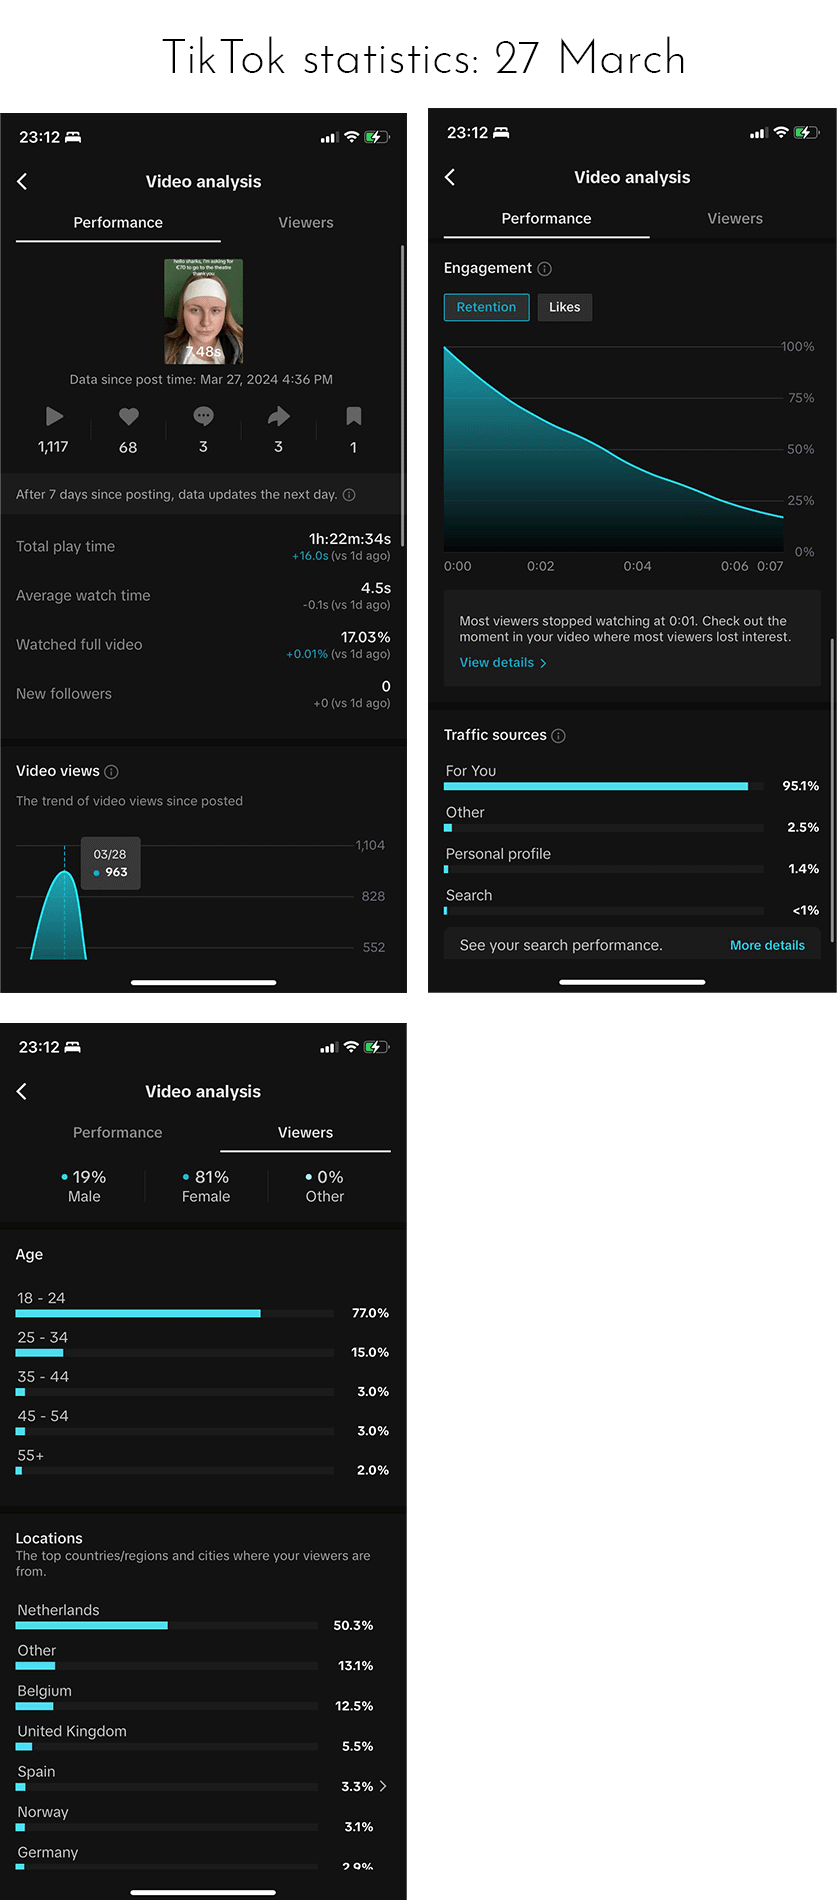 TikTok statistics: 27 March
23:12
Video analysis
Performance Viewers
hello sharks, I'm asking for
€70 to go to the theatre
thank you
7.48s
Data since post time: Mar 27, 2024 4:36 PM
1,117 68 3 3 1
After 7 days since posting, data updates the next day.
Total play time 1h:22m:34s
+16.0s (vs 1d ago)
Average watch time 4.5s
-0.1s (vs 1d ago)
Watched full video 17.03%
+0.01% (vs 1d ago)
New followers 0
+0 (vs 1d ago)
Video views
The trend of video views since posted
1,104
03/28
963
828
552
23:12
Video analysis
Performance Viewers
Engagement
Retention Likes
100%
75%
50%
25%
0%
0:00 0:02 0:04 0:06 0:07
Most viewers stopped watching at 0:01. Check out the
moment in your video where most viewers lost interest.
View details >
Traffic sources
For You
95.1%
Other
2.5%
Personal profile
1.4%
Search
<1%
See your search performance. More details
23:12
Video analysis
Performance Viewers
19% 81% 0%
Male Female Other
Age
18 - 24
77.0%
25 - 34
15.0%
35 - 44
3.0%
45 - 54
3.0%
55+
2.0%
Locations
The top countries/regions and cities where your viewers are
from.
Netherlands
50.3%
Other
13.1%
Belgium
12.5%
United Kingdom
5.5%
Spain
3.3% >
Norway
3.1%
Germany
2.9%